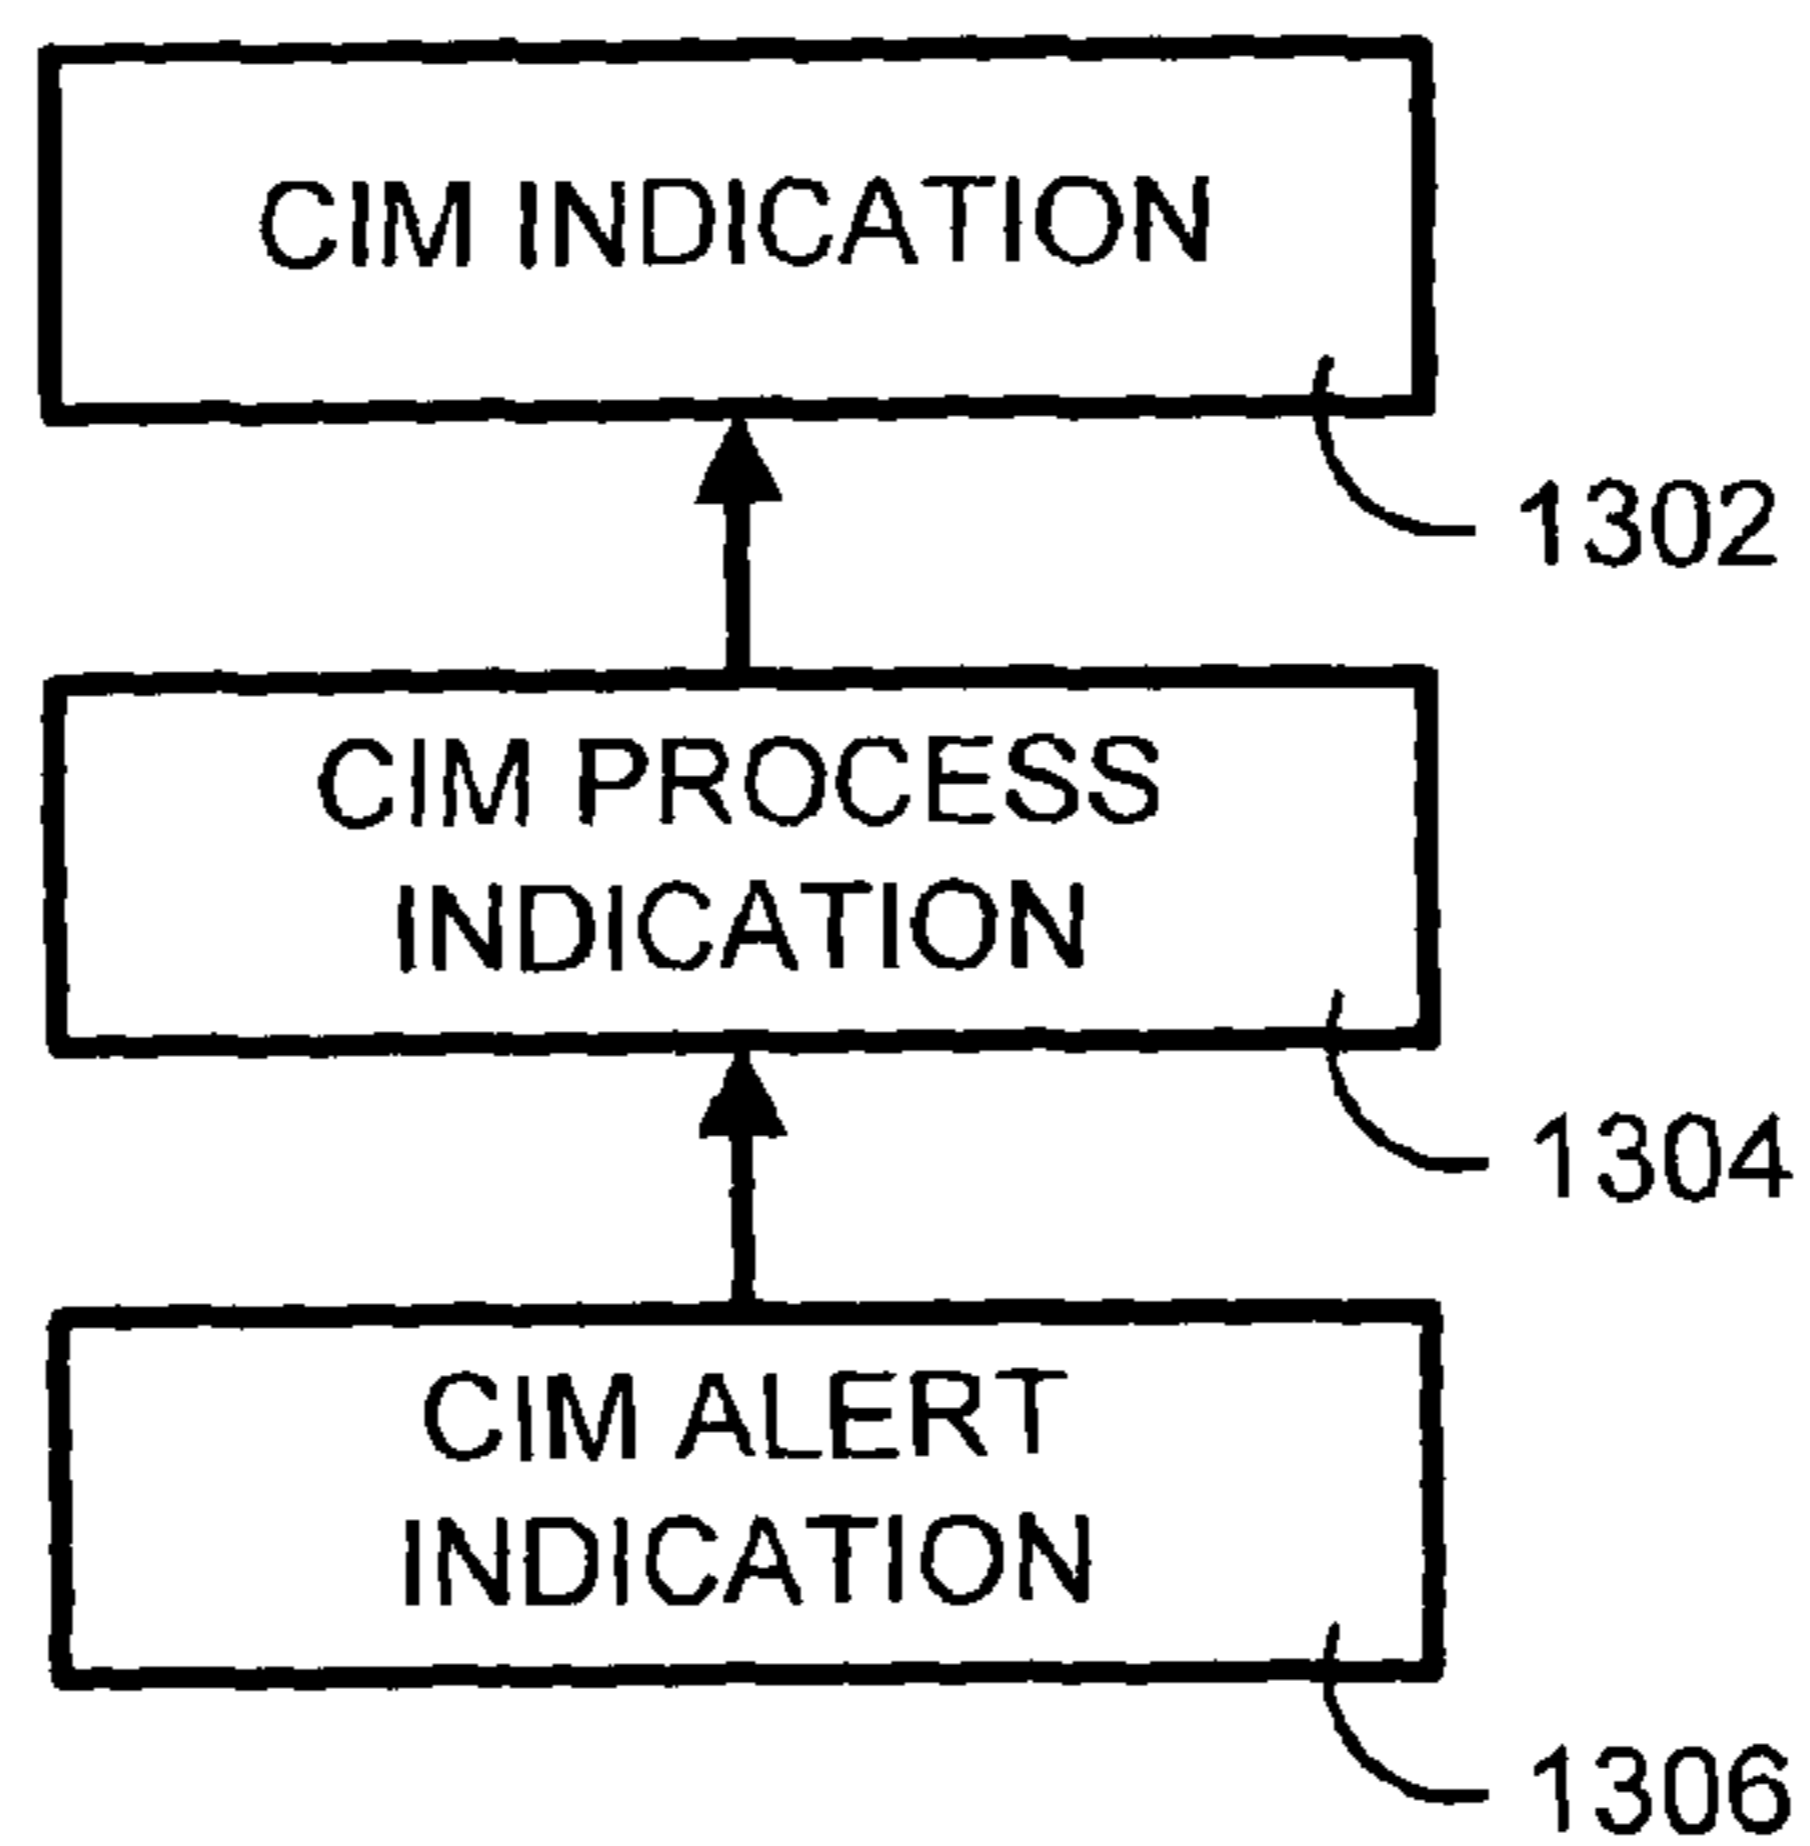 CIM INDICATION
1302
CIM PROCESS
INDICATION
1304
CIM ALERT
INDICATION
1306